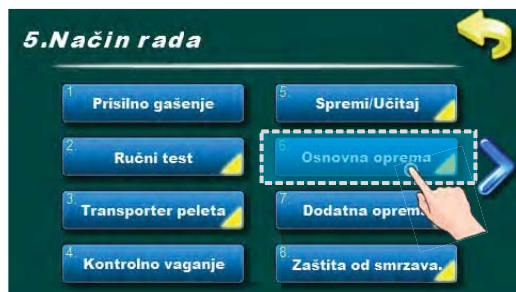 5.Način rada
1. Prisilno gašenje
5. Spremi/Učitaj
2. Ručni test
6. Osnovna oprema
3. Transporter peleta
7. Dodatna oprema
4. Kontrolno vaganje
8. Zaštita od smrzava.